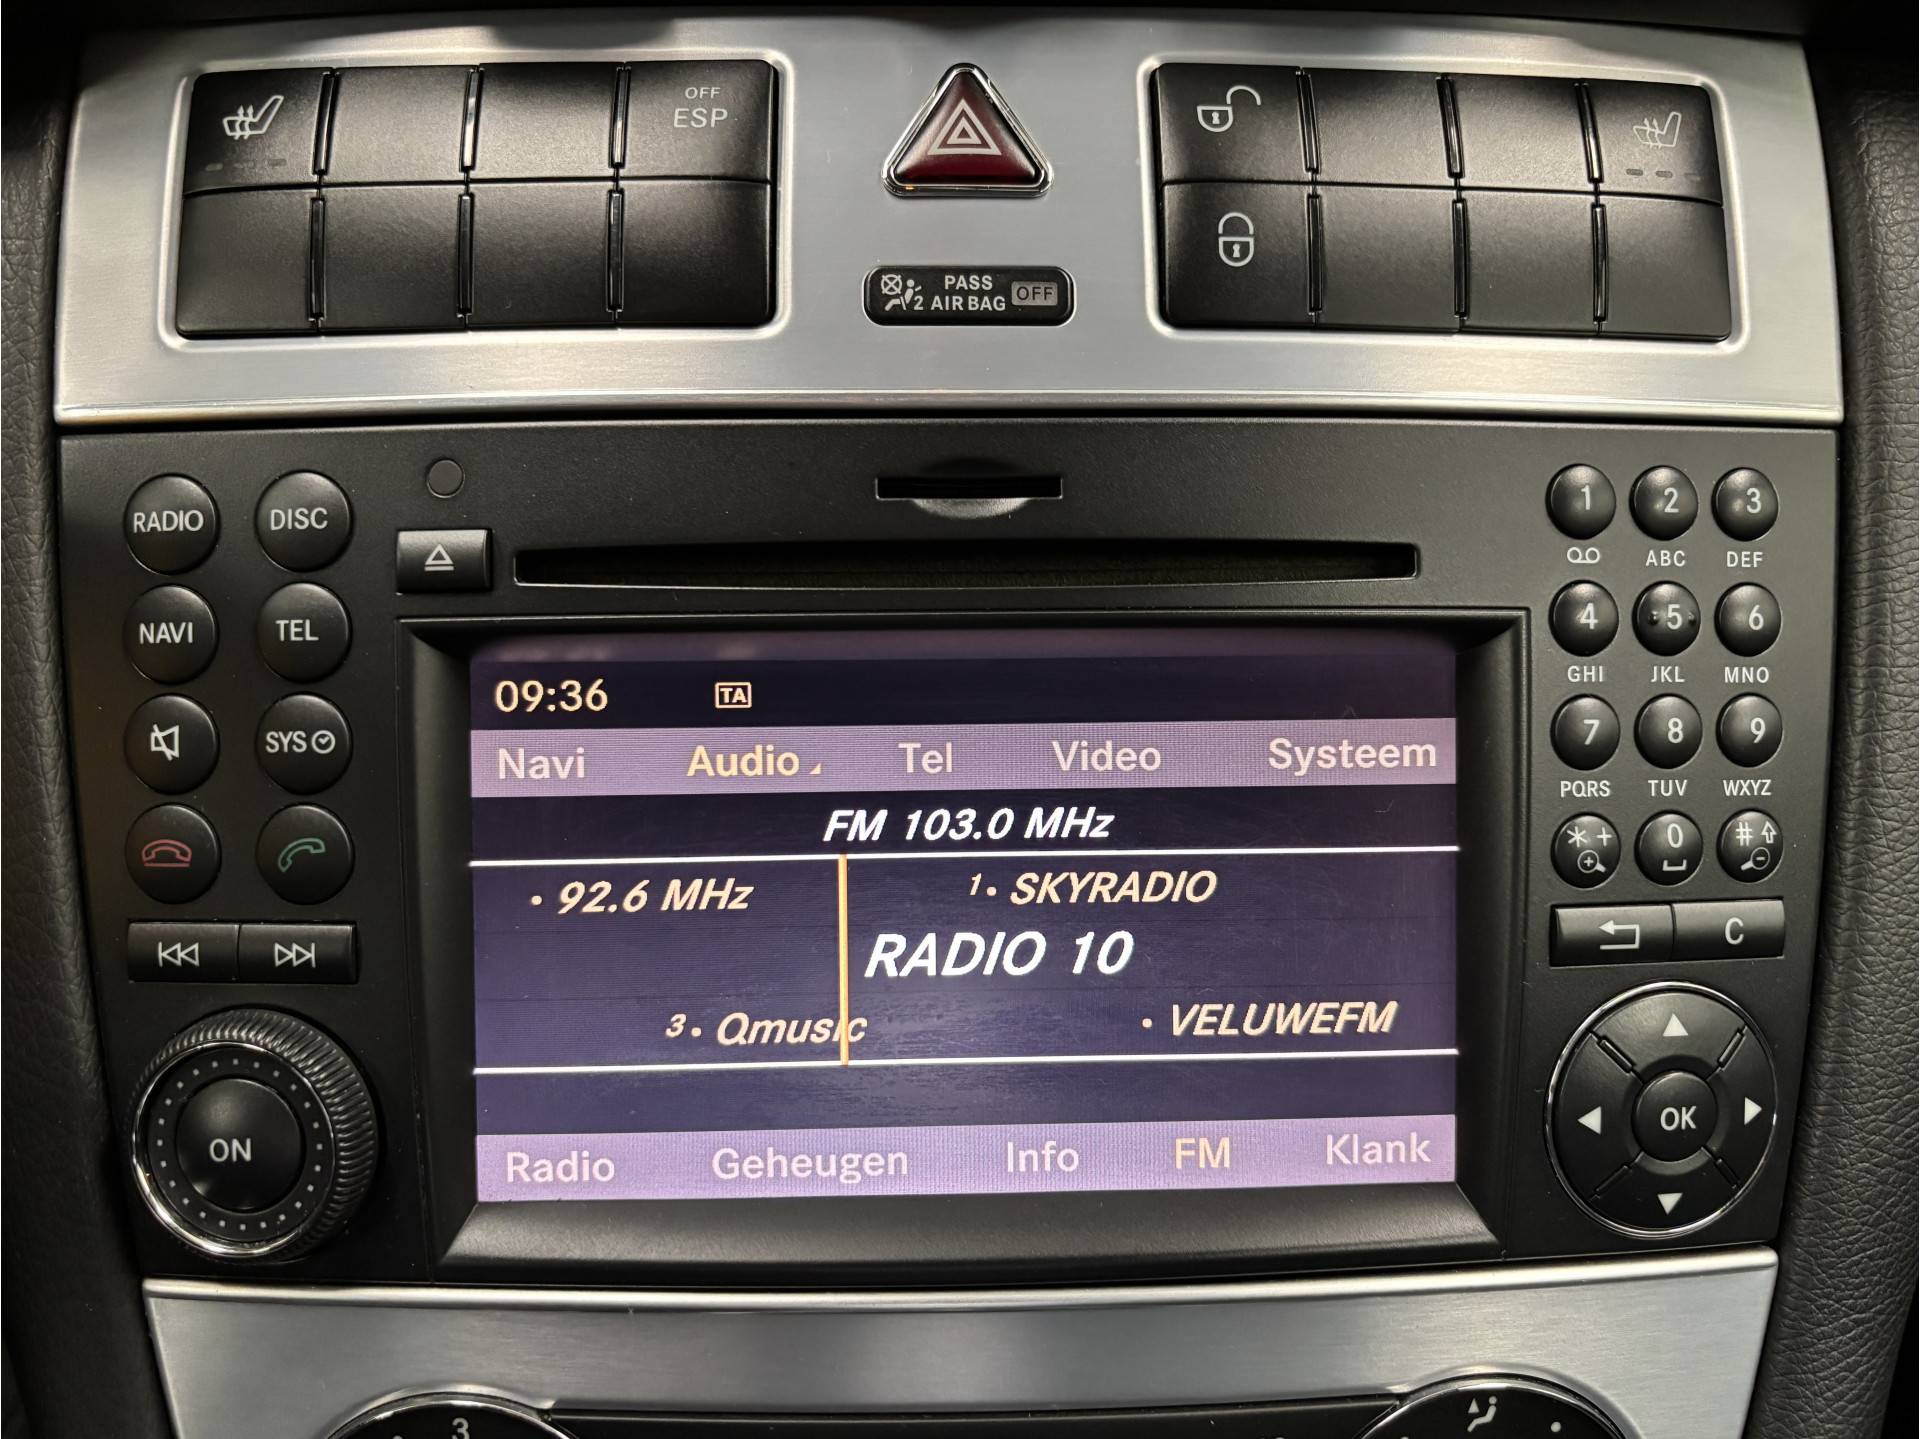 OFF
ESP
PASS
2 AIRBAG OFF
RADIO DISC
NAVI TEL
SYS
ON
1 2 3
ABC DEF
4 5 6
GHI JKL MNO
7 8 9
PQRS TUV WXYZ
* + 0 #
C
OK
09:36 TA
Navi Audio Tel Video Systeem
FM 103.0 MHz
• 92.6 MHz 1• SKYRADIO
RADIO 10
3• Qmusic • VELUWEFM
Radio Geheugen Info FM Klank
3